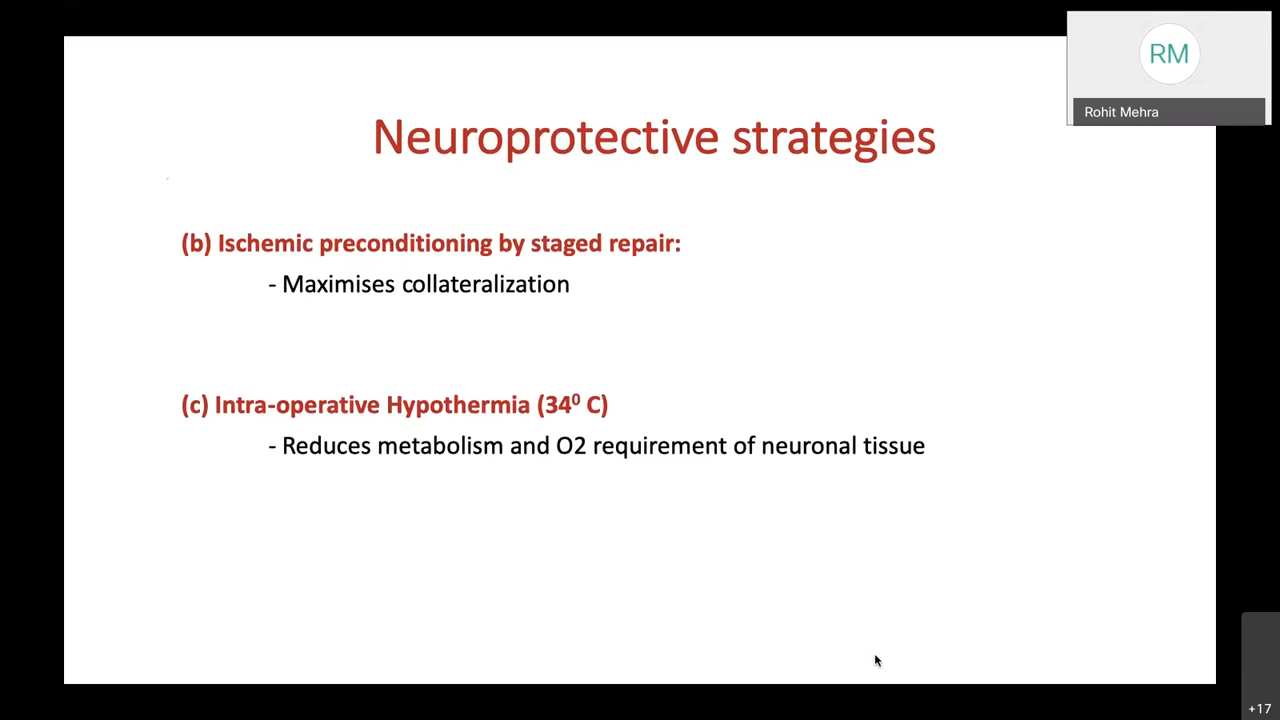 RM
Rohit Mehra
Neuroprotective strategies
(b) Ischemic preconditioning by staged repair:
- Maximises collateralization
(c) Intra-operative Hypothermia (34⁰ C)
- Reduces metabolism and O2 requirement of neuronal tissue
+17